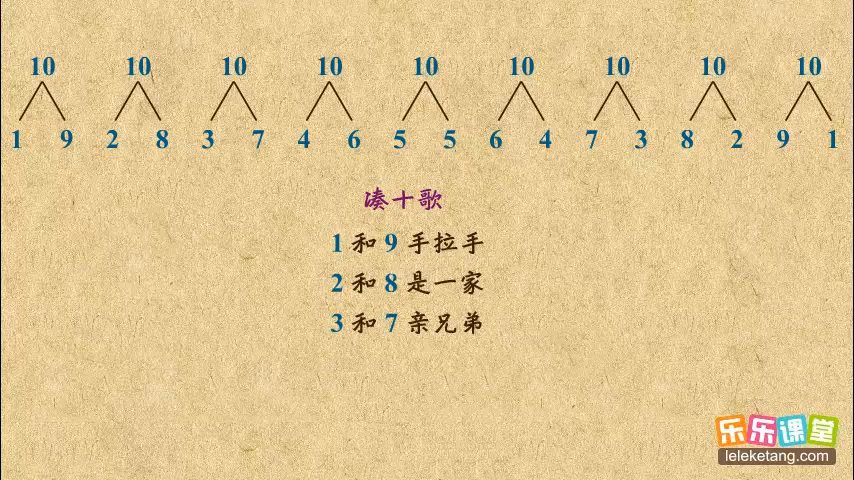 10 10 10 10 10 10 10 10 10
1 9 2 8 3 7 4 6 5 5 6 4 7 3 8 2 9 1
凑十歌
1 和 9 手拉手
2 和 8 是一家
3 和 7 亲兄弟
乐乐课堂
leleketang.com